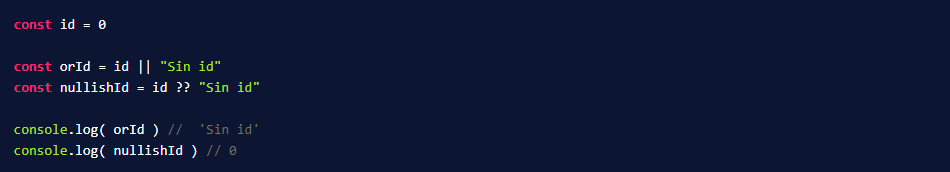 const id = 0
const orId = id || "Sin id"
const nullishId = id ?? "Sin id"
console.log( orId ) //  'Sin id'
console.log( nullishId ) // 0